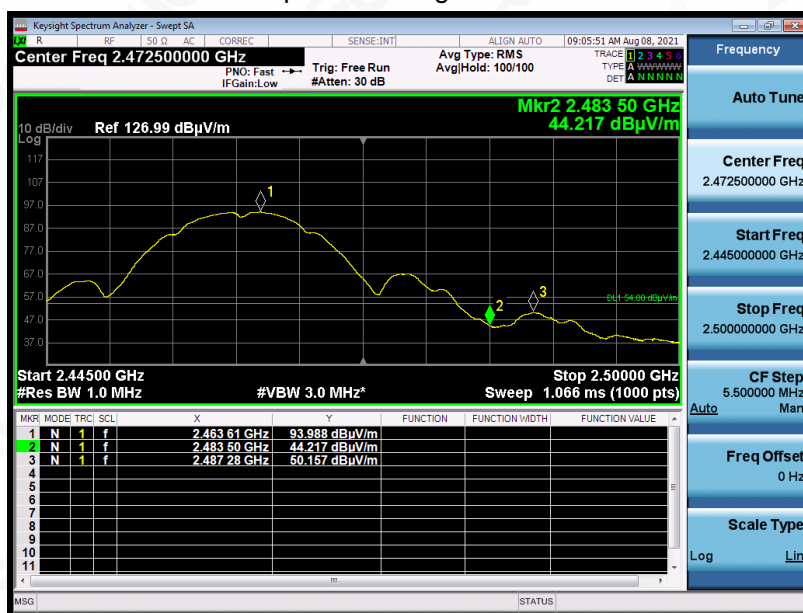 Keysight Spectrum Analyzer - Swept SA
LXI R RF 50 Ω AC CORREC SENSE:INT ALIGN AUTO 09:05:51 AM Aug 08, 2021
Center Freq 2.472500000 GHz
PNO: Fast
IFGain:Low
Trig: Free Run
#Atten: 30 dB
Avg Type: RMS
Avg|Hold: 100/100
TRACE 1 2 3 4 5 6
TYPE A WWWWW
DET A N N N N N
Mkr2 2.483 50 GHz
44.217 dBµV/m
10 dB/div Ref 126.99 dBµV/m
Log
117
107
97.0
87.0
77.0
67.0
57.0
47.0
37.0
1
2
3
DL1 54.00 dBµV/m
Start 2.44500 GHz Stop 2.50000 GHz
#Res BW 1.0 MHz #VBW 3.0 MHz* Sweep 1.066 ms (1000 pts)
MKR MODE TRC SCL X Y FUNCTION FUNCTION WIDTH FUNCTION VALUE
1 N 1 f 2.463 61 GHz 93.988 dBµV/m
2 N 1 f 2.483 50 GHz 44.217 dBµV/m
3 N 1 f 2.487 28 GHz 50.157 dBµV/m
4
5
6
7
8
9
10
11
MSG STATUS
Frequency
Auto Tune
Center Freq
2.472500000 GHz
Start Freq
2.445000000 GHz
Stop Freq
2.500000000 GHz
CF Step
5.500000 MHz
Auto Man
Freq Offset
0 Hz
Scale Type
Log Lin